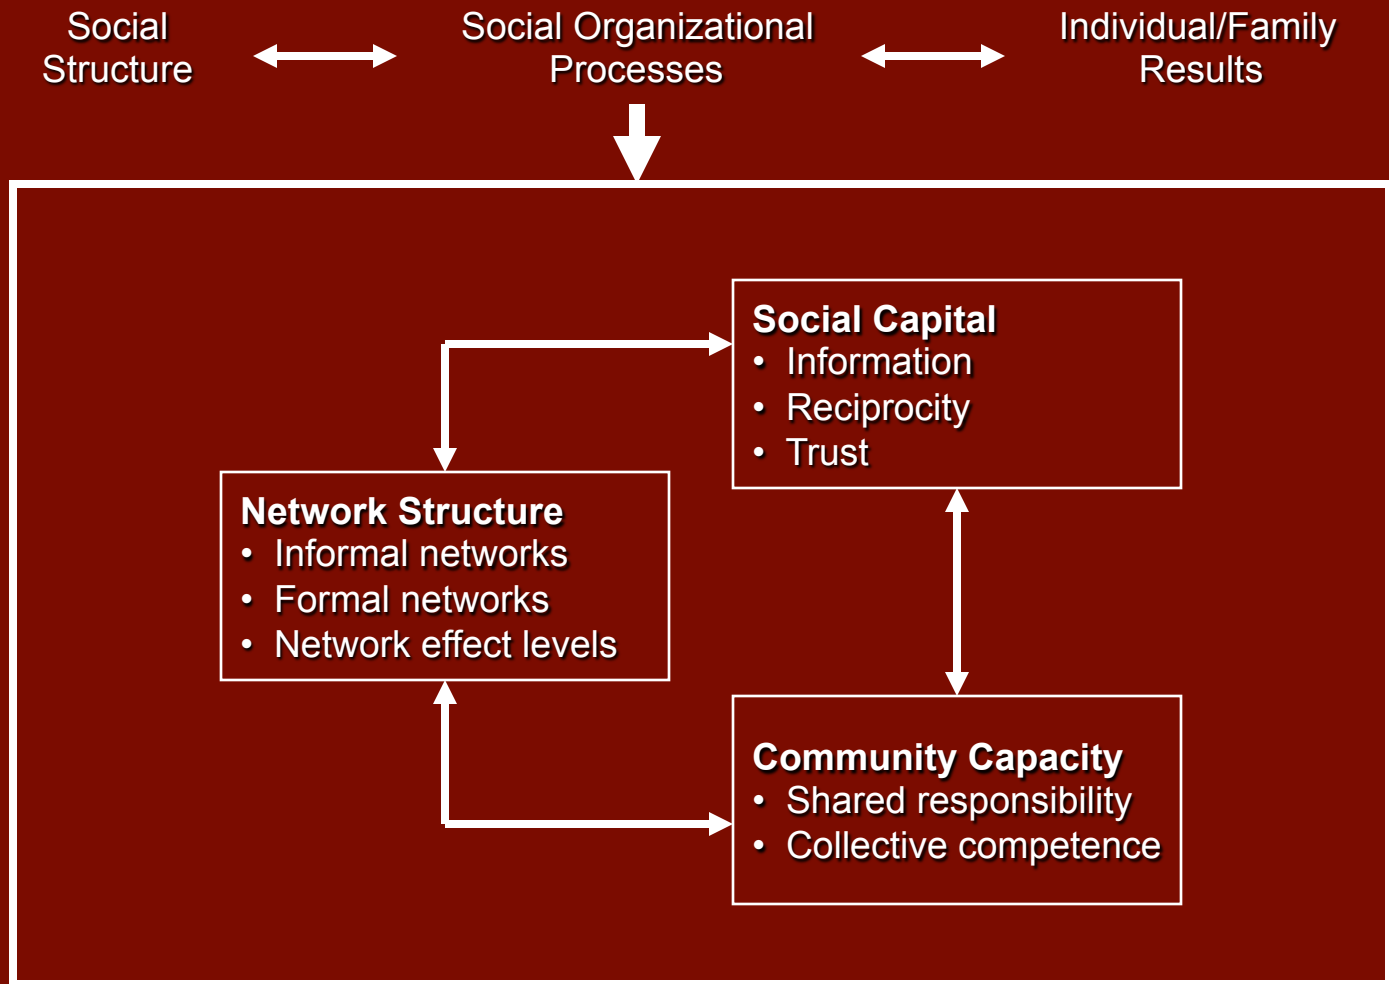 Social
Structure
Social Organizational
Processes
Individual/Family
Results
Social Capital
• Information
• Reciprocity
• Trust
Network Structure
• Informal networks
• Formal networks
• Network effect levels
Community Capacity
• Shared responsibility
• Collective competence